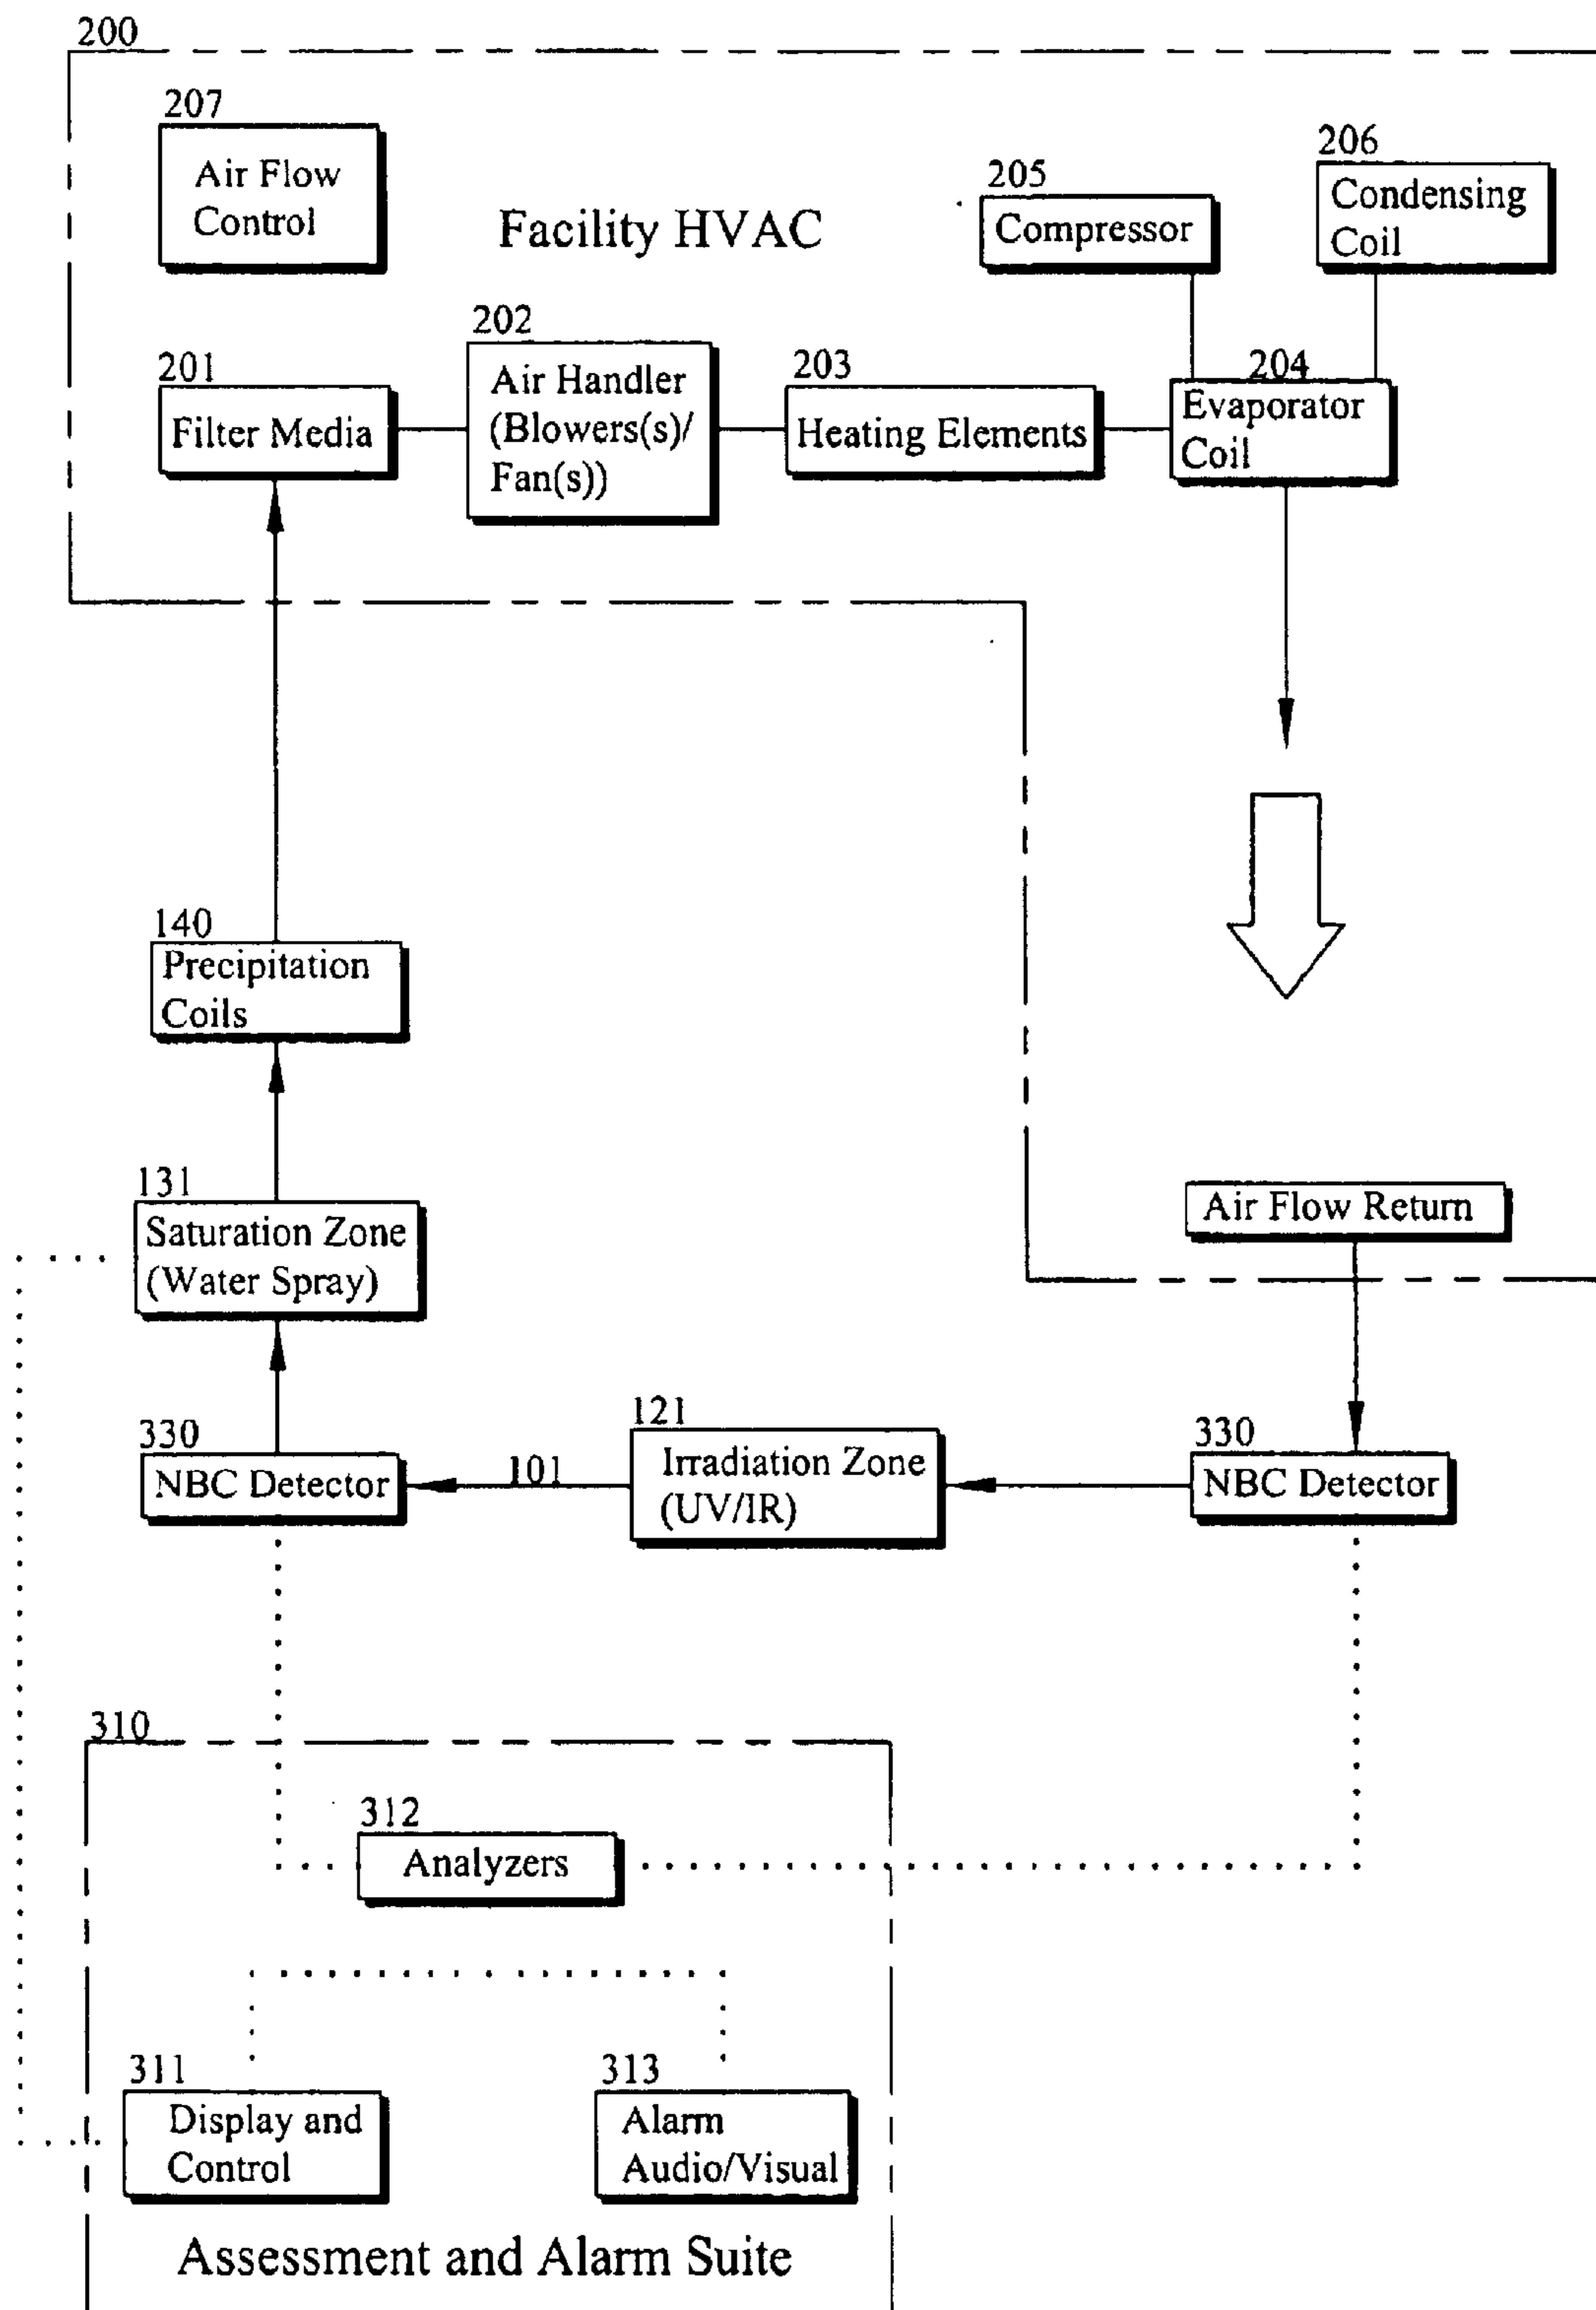 200
207
Air Flow
Control
Facility HVAC
205
Compressor
206
Condensing
Coil
201
Filter Media
202
Air Handler
(Blowers(s)/
Fan(s))
203
Heating Elements
204
Evaporator
Coil
140
Precipitation
Coils
131
Saturation Zone
(Water Spray)
Air Flow Return
330
NBC Detector
101
121
Irradiation Zone
(UV/IR)
330
NBC Detector
310
312
Analyzers
311
Display and
Control
313
Alarm
Audio/Visual
Assessment and Alarm Suite